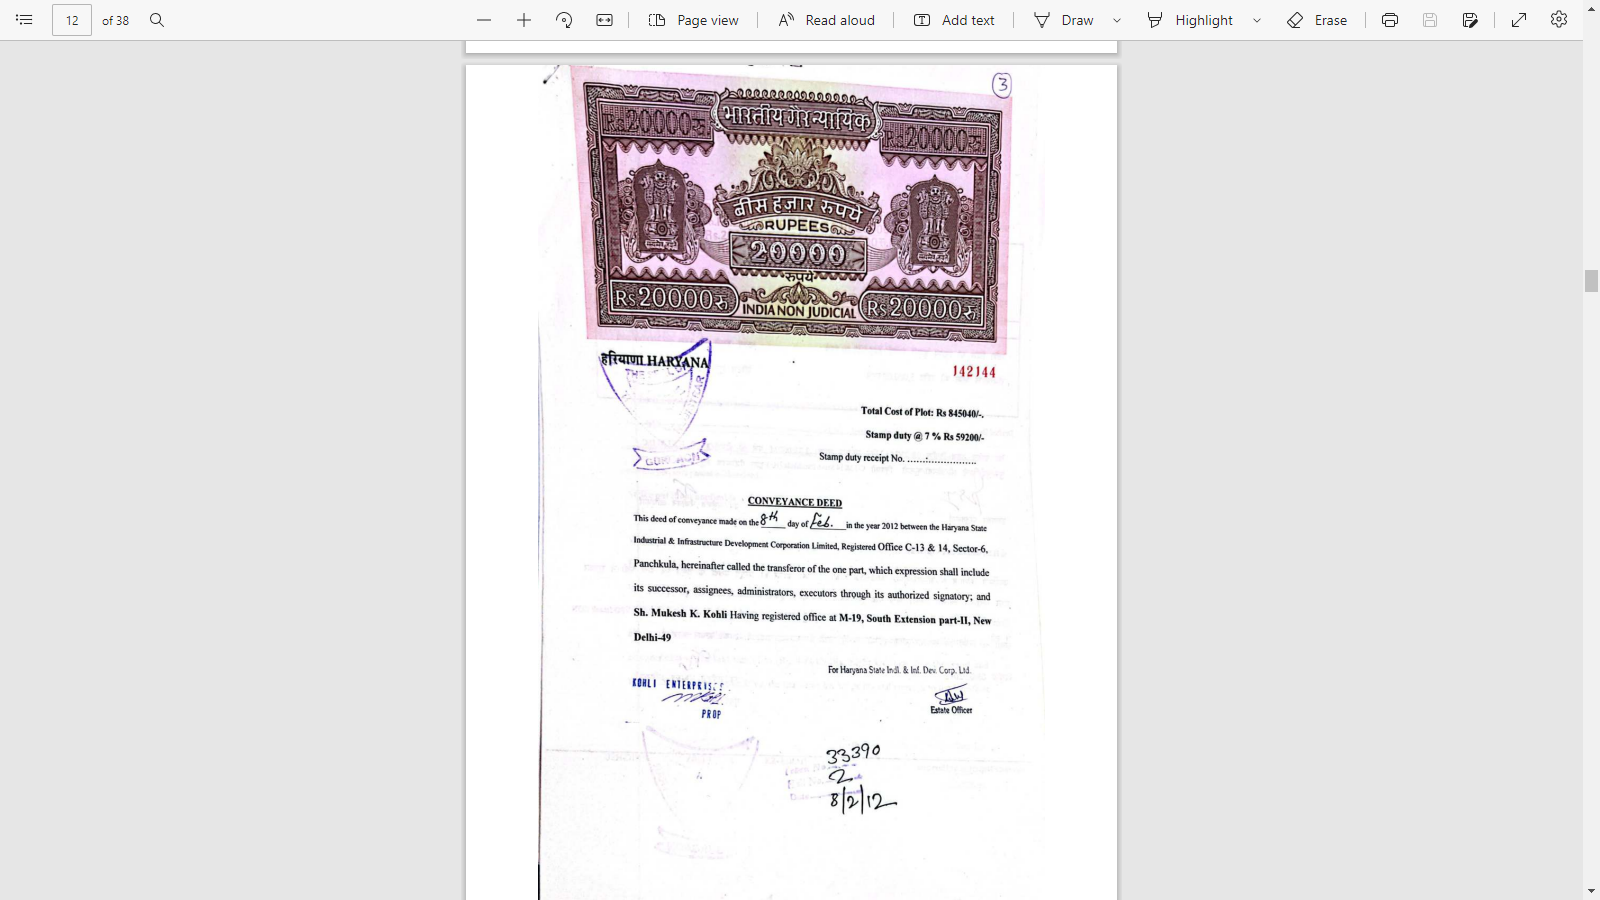 12 of 38
Page view
Read aloud
Add text
Draw
Highlight
Erase
3
Rs20000रु
भारतीय गैर न्यायिक
Rs20000रु
बीस हजार रुपये
RUPEES
20000
रुपये
Rs20000रु
INDIA NON JUDICIAL
Rs20000रु
हरियाणा HARYANA
142144
THE
Total Cost of Plot: Rs 845040/-.
Stamp duty @ 7 % Rs 59200/-
Stamp duty receipt No. ......:................
CONVEYANCE DEED
This deed of conveyance made on the 8th day of Feb. in the year 2012 between the Haryana State
Industrial & Infrastructure Development Corporation Limited, Registered Office C-13 & 14, Sector-6,
Panchkula, hereinafter called the transferor of the one part, which expression shall include
its successor, assignees, administrators, executors through its authorized signatory; and
Sh. Mukesh K. Kohli Having registered office at M-19, South Extension part-II, New
Delhi-49
For Haryana State Indl. & Inf. Dev. Corp. Ltd.
KOHLI ENTERPRISES
PROP
Estate Officer
33390
2
8/2/12